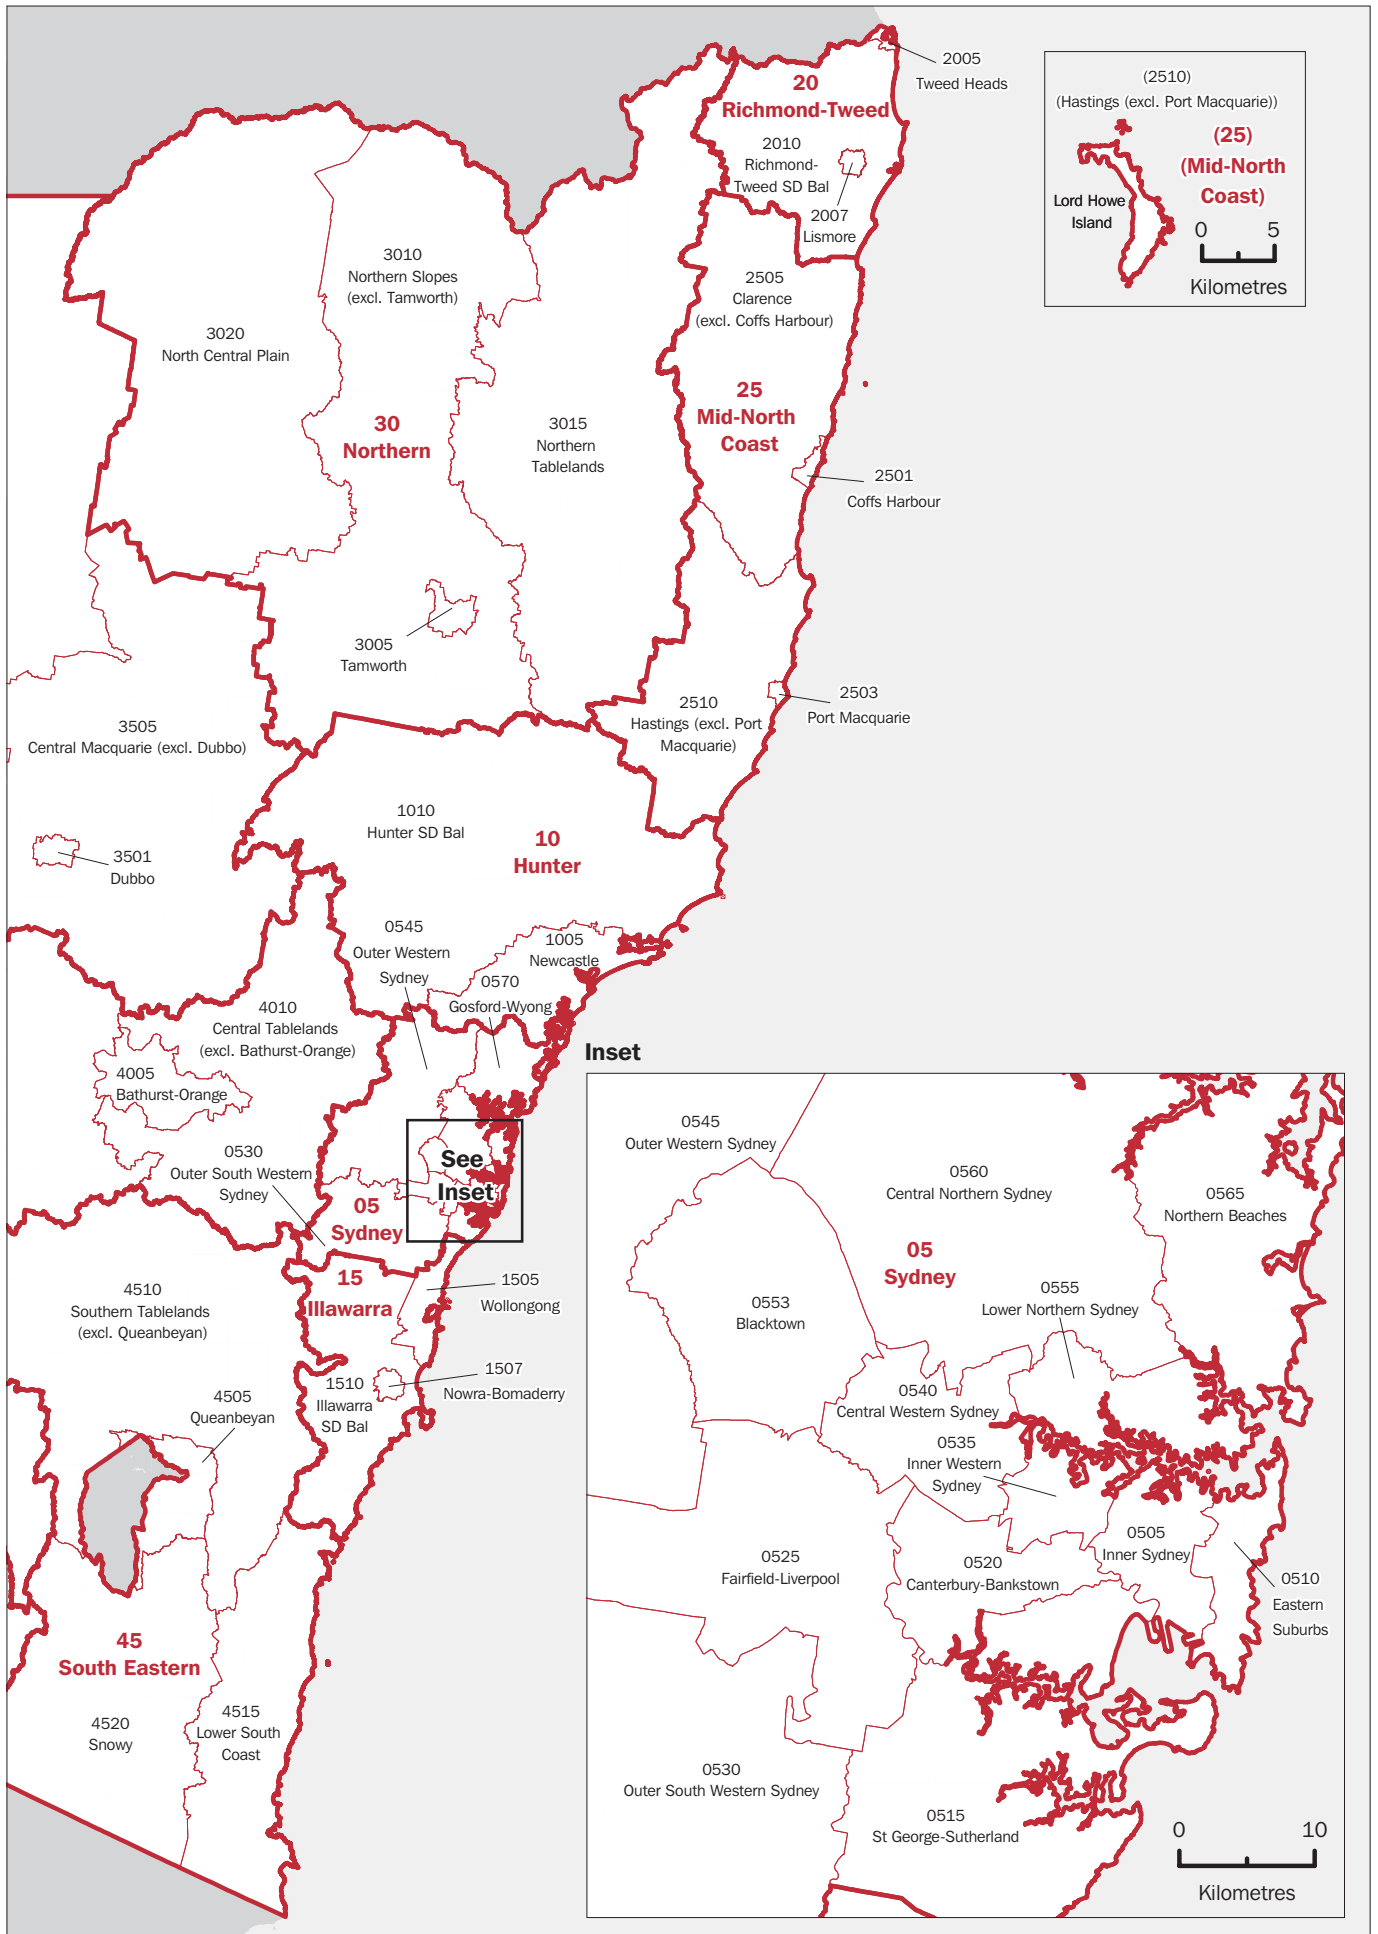 2005
Tweed Heads
20
Richmond-Tweed
2010
Richmond-
Tweed SD Bal
2007
Lismore
(2510)
(Hastings (excl. Port Macquarie))
(25)
(Mid-North
Coast)
Lord Howe
Island
0 5
Kilometres
3010
Northern Slopes
(excl. Tamworth)
2505
Clarence
(excl. Coffs Harbour)
3020
North Central Plain
30
Northern
3015
Northern
Tablelands
25
Mid-North
Coast
2501
Coffs Harbour
3005
Tamworth
2510
Hastings (excl. Port
Macquarie)
2503
Port Macquarie
3505
Central Macquarie (excl. Dubbo)
1010
Hunter SD Bal
10
Hunter
3501
Dubbo
0545
Outer Western
Sydney
1005
Newcastle
0570
Gosford-Wyong
4010
Central Tablelands
(excl. Bathurst-Orange)
4005
Bathurst-Orange
0530
Outer South Western
Sydney
See
Inset
05
Sydney
15
Illawarra
1505
Wollongong
4510
Southern Tablelands
(excl. Queanbeyan)
1507
Nowra-Bomaderry
1510
Illawarra
SD Bal
4505
Queanbeyan
45
South Eastern
4520
Snowy
4515
Lower South
Coast
Inset
0545
Outer Western Sydney
0560
Central Northern Sydney
0565
Northern Beaches
05
Sydney
0555
Lower Northern Sydney
0553
Blacktown
0540
Central Western Sydney
0535
Inner Western
Sydney
0505
Inner Sydney
0525
Fairfield-Liverpool
0520
Canterbury-Bankstown
0510
Eastern
Suburbs
0530
Outer South Western Sydney
0515
St George-Sutherland
0 10
Kilometres